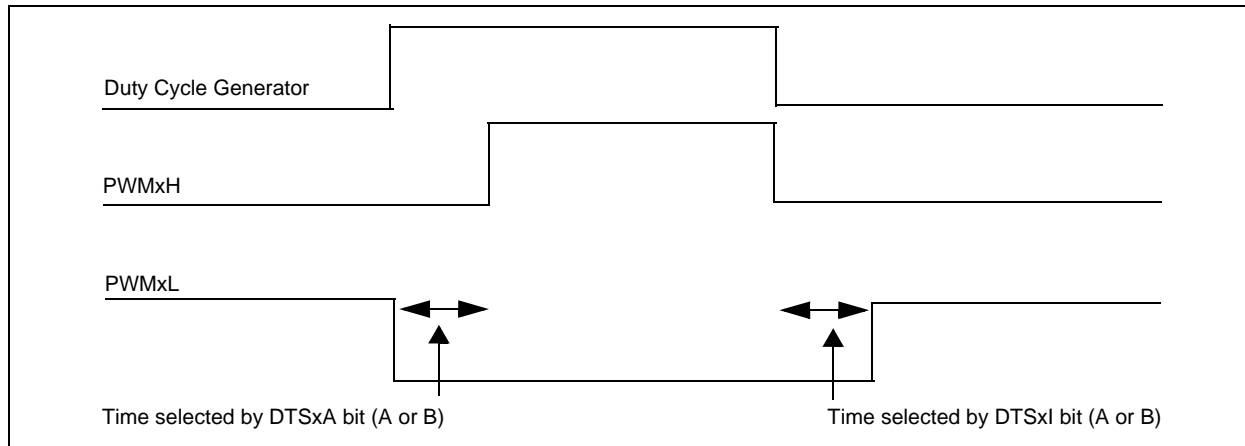 Duty Cycle Generator
PWMxH
PWMxL
Time selected by DTSxA bit (A or B)
Time selected by DTSxI bit (A or B)